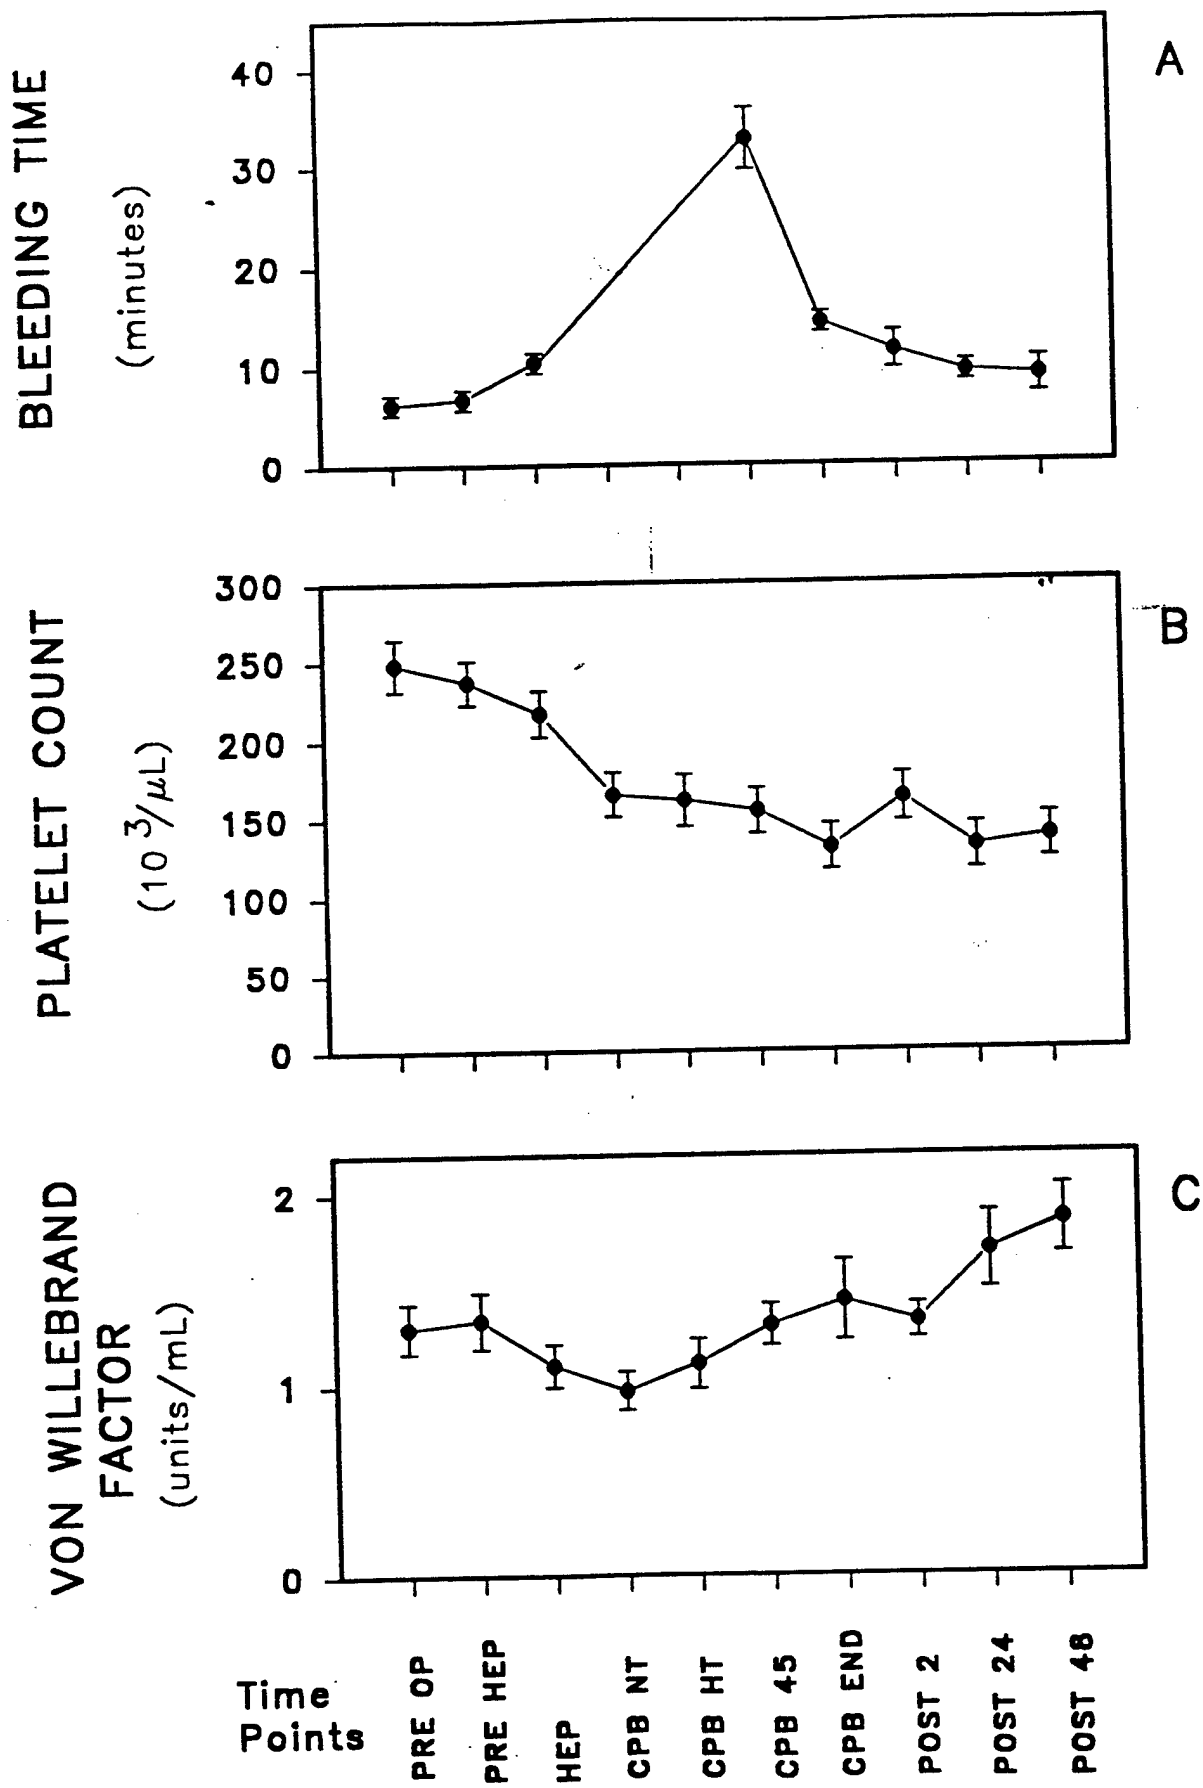 A
BLEEDING TIME
(minutes)
40
30
20
10
0
B
PLATELET COUNT
(10³/μL)
300
250
200
150
100
50
0
C
VON WILLEBRAND
FACTOR
(units/mL)
2
1
0
Time
Points
PRE OP
PRE HEP
HEP
CPB NT
CPB HT
CPB 45
CPB END
POST 2
POST 24
POST 48